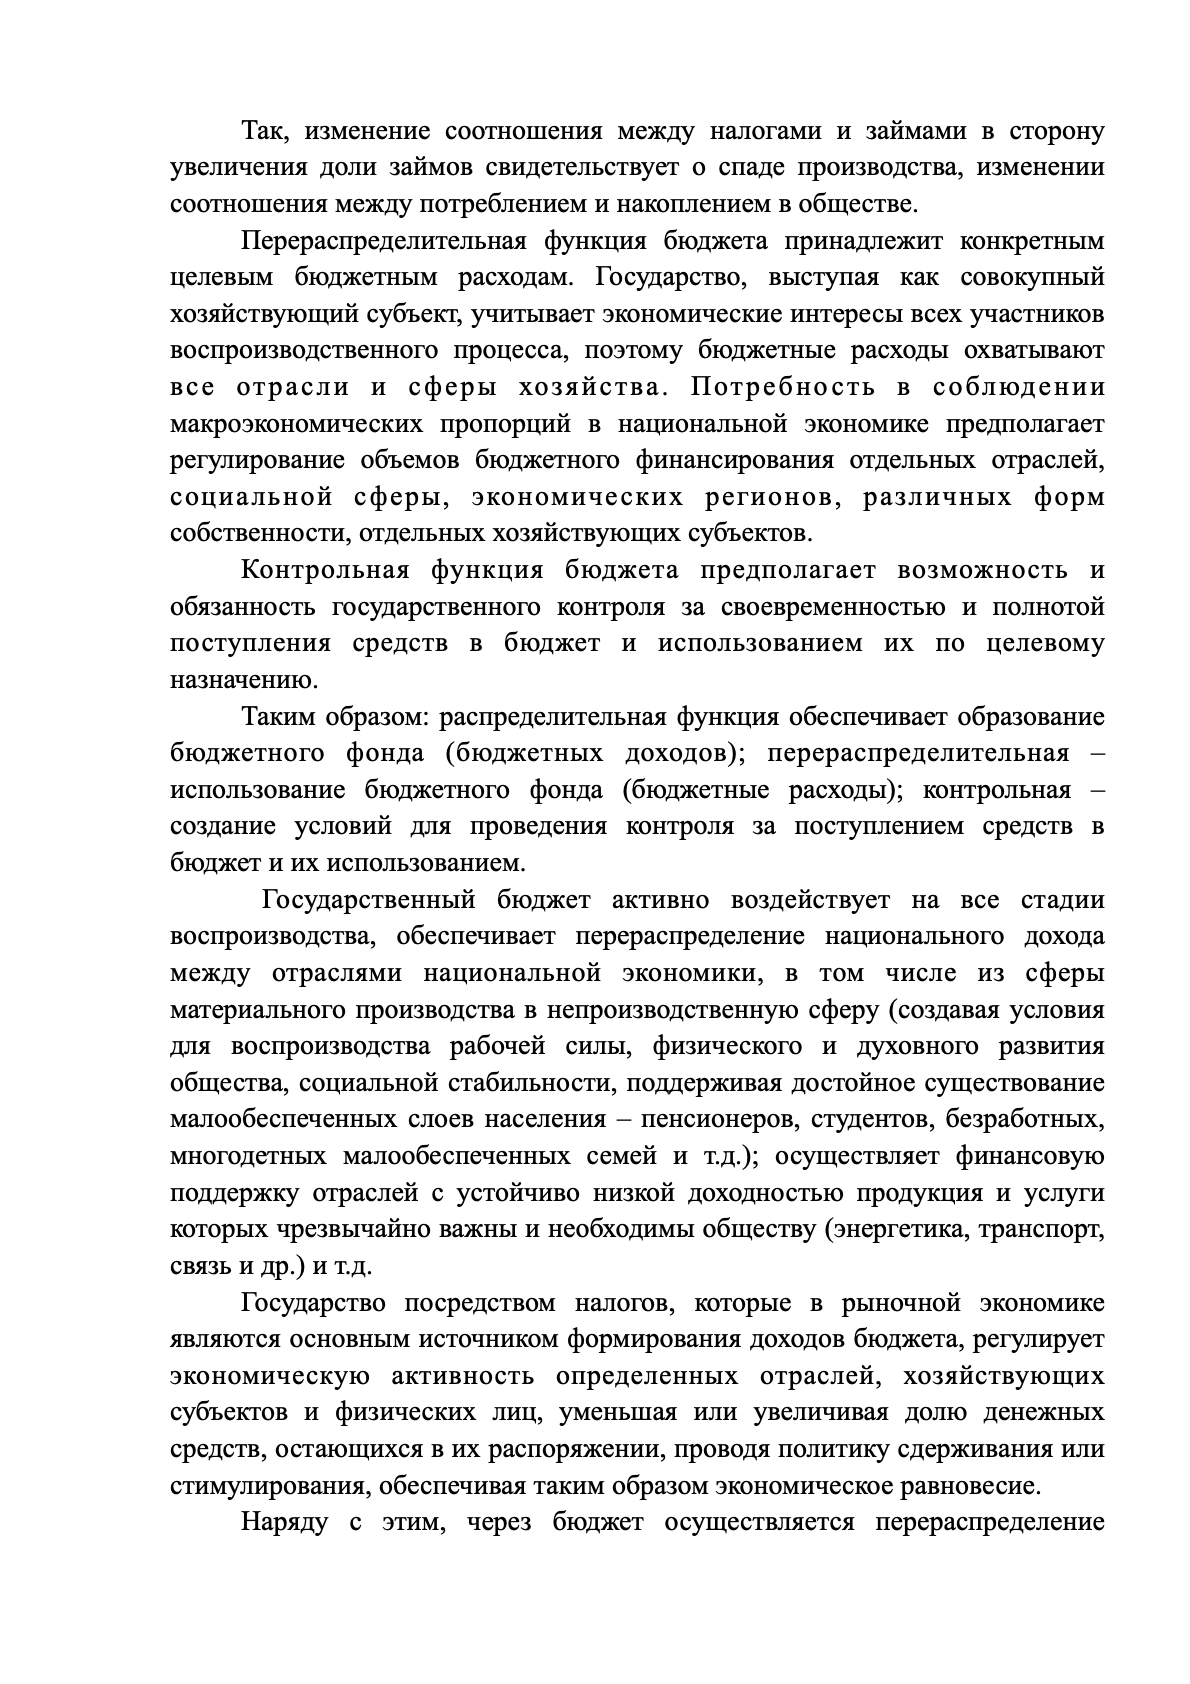 Так, изменение соотношения между налогами и займами в сторону
увеличения доли займов свидетельствует о спаде производства, изменении
соотношения между потреблением и накоплением в обществе.
Перераспределительная функция бюджета принадлежит конкретным
целевым бюджетным расходам. Государство, выступая как совокупный
хозяйствующий субъект, учитывает экономические интересы всех участников
воспроизводственного процесса, поэтому бюджетные расходы охватывают
все отрасли и сферы хозяйства. Потребность в соблюдении
макроэкономических пропорций в национальной экономике предполагает
регулирование объемов бюджетного финансирования отдельных отраслей,
социальной сферы, экономических регионов, различных форм
собственности, отдельных хозяйствующих субъектов.
Контрольная функция бюджета предполагает возможность и
обязанность государственного контроля за своевременностью и полнотой
поступления средств в бюджет и использованием их по целевому
назначению.
Таким образом: распределительная функция обеспечивает образование
бюджетного фонда (бюджетных доходов); перераспределительная –
использование бюджетного фонда (бюджетные расходы); контрольная –
создание условий для проведения контроля за поступлением средств в
бюджет и их использованием.
Государственный бюджет активно воздействует на все стадии
воспроизводства, обеспечивает перераспределение национального дохода
между отраслями национальной экономики, в том числе из сферы
материального производства в непроизводственную сферу (создавая условия
для воспроизводства рабочей силы, физического и духовного развития
общества, социальной стабильности, поддерживая достойное существование
малообеспеченных слоев населения – пенсионеров, студентов, безработных,
многодетных малообеспеченных семей и т.д.); осуществляет финансовую
поддержку отраслей с устойчиво низкой доходностью продукция и услуги
которых чрезвычайно важны и необходимы обществу (энергетика, транспорт,
связь и др.) и т.д.
Государство посредством налогов, которые в рыночной экономике
являются основным источником формирования доходов бюджета, регулирует
экономическую активность определенных отраслей, хозяйствующих
субъектов и физических лиц, уменьшая или увеличивая долю денежных
средств, остающихся в их распоряжении, проводя политику сдерживания или
стимулирования, обеспечивая таким образом экономическое равновесие.
Наряду с этим, через бюджет осуществляется перераспределение